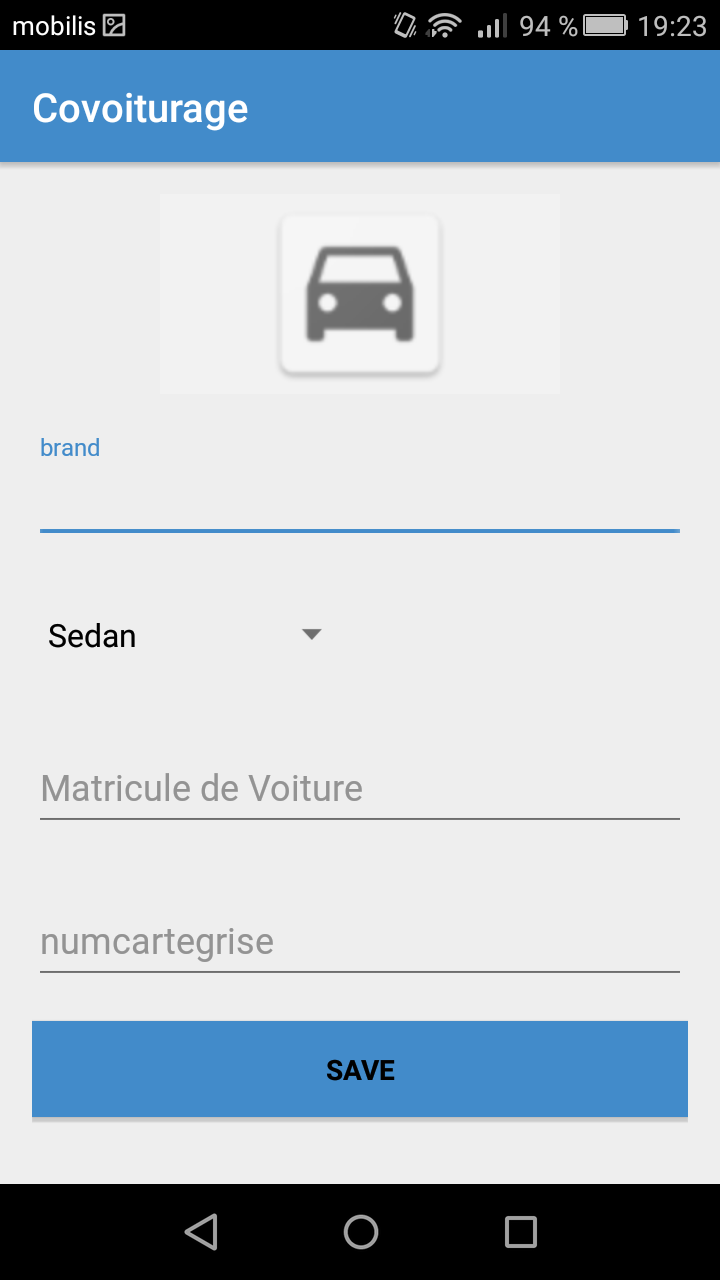 mobilis 94 % 19:23
Covoiturage
brand
Sedan
Matricule de Voiture
numcartegrise
SAVE